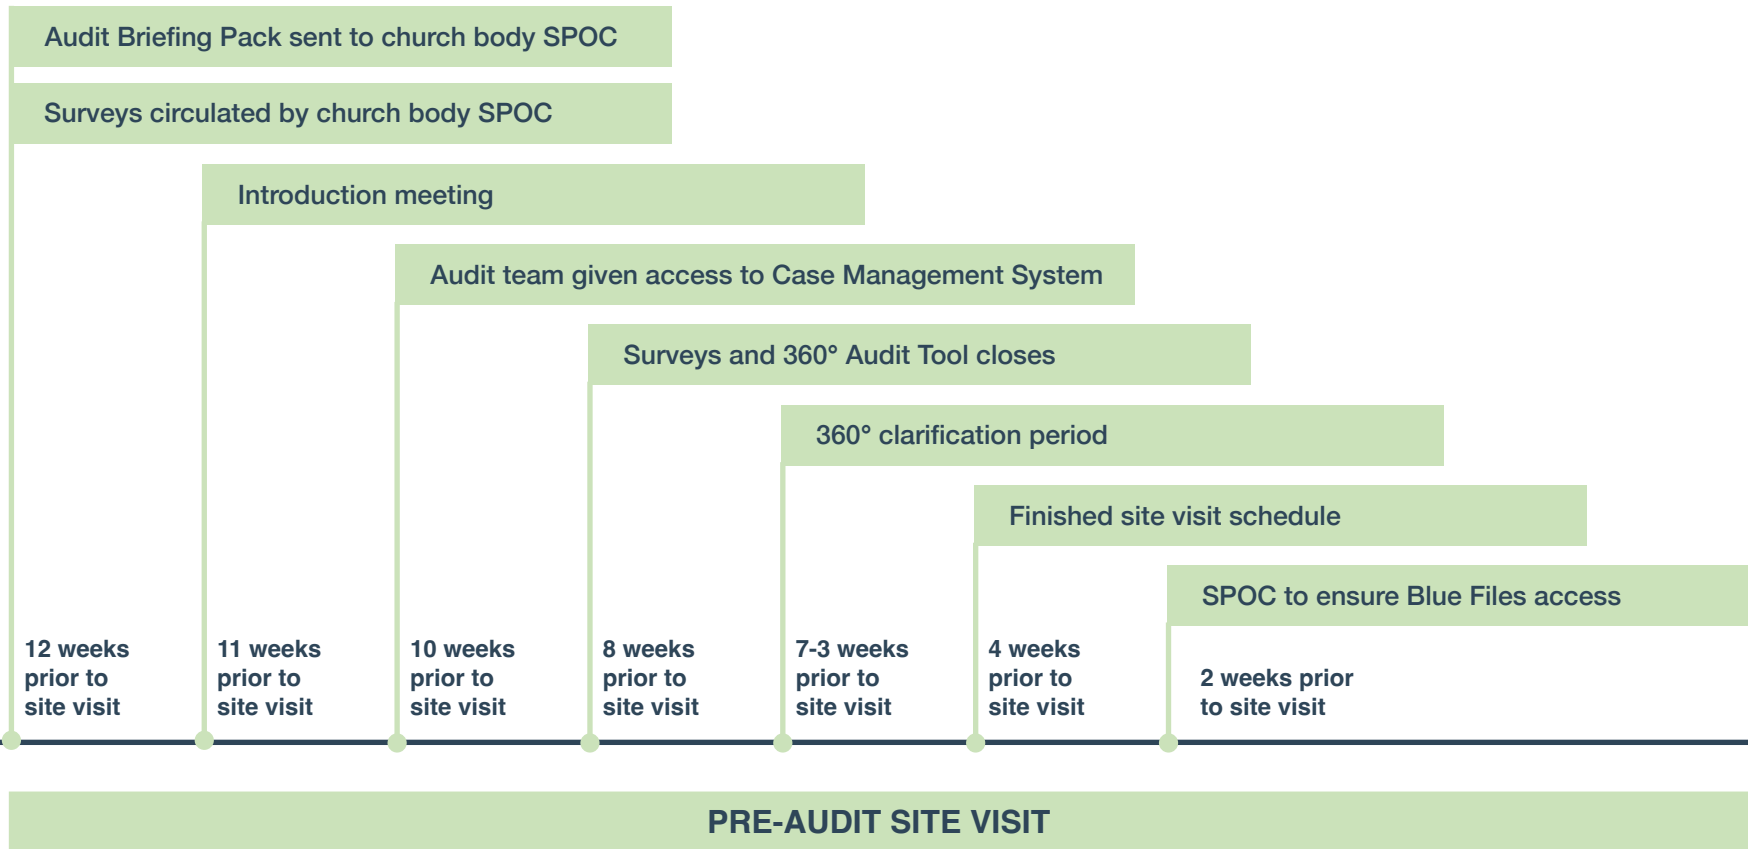 Audit Briefing Pack sent to church body SPOC
Surveys circulated by church body SPOC
Introduction meeting
Audit team given access to Case Management System
Surveys and 360° Audit Tool closes
360° clarification period
Finished site visit schedule
SPOC to ensure Blue Files access
12 weeks
prior to
site visit
11 weeks
prior to
site visit
10 weeks
prior to
site visit
8 weeks
prior to
site visit
7-3 weeks
prior to
site visit
4 weeks
prior to
site visit
2 weeks prior
to site visit
PRE-AUDIT SITE VISIT